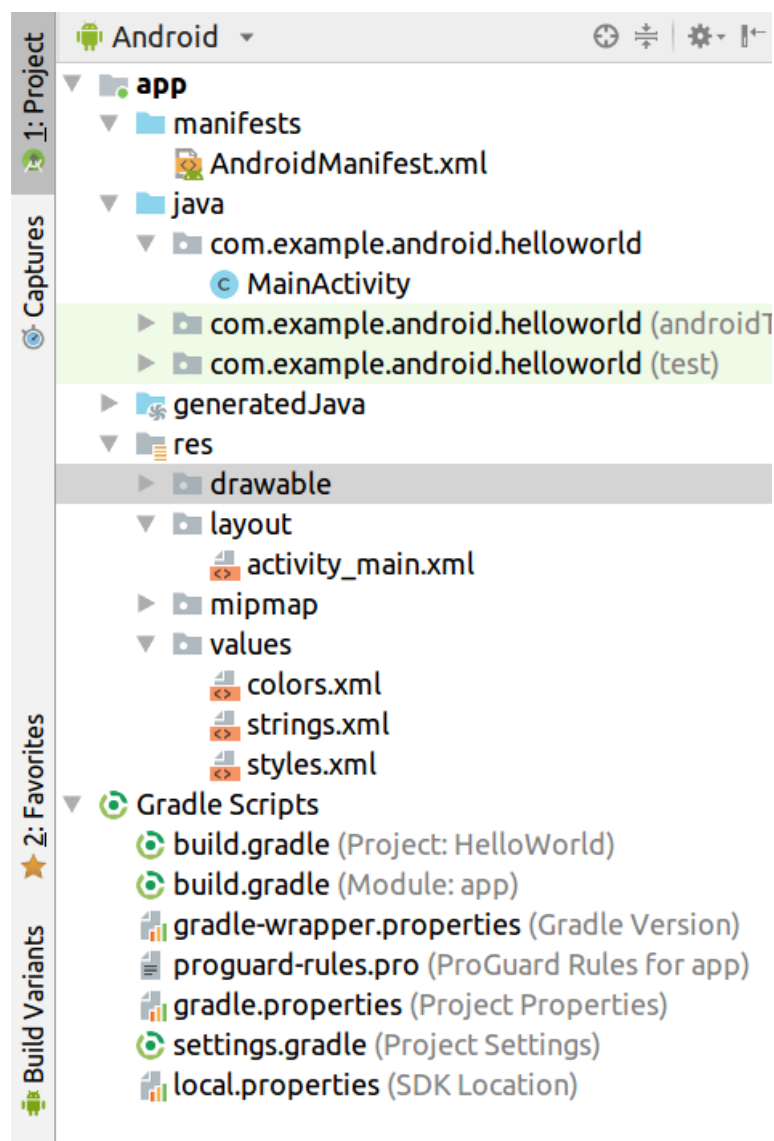 Android
app
manifests
AndroidManifest.xml
java
com.example.android.helloworld
MainActivity
com.example.android.helloworld (androidT
com.example.android.helloworld (test)
generatedJava
res
drawable
layout
activity_main.xml
mipmap
values
colors.xml
strings.xml
styles.xml
Gradle Scripts
build.gradle (Project: HelloWorld)
build.gradle (Module: app)
gradle-wrapper.properties (Gradle Version)
proguard-rules.pro (ProGuard Rules for app)
gradle.properties (Project Properties)
settings.gradle (Project Settings)
local.properties (SDK Location)
1: Project
Captures
2: Favorites
Build Variants